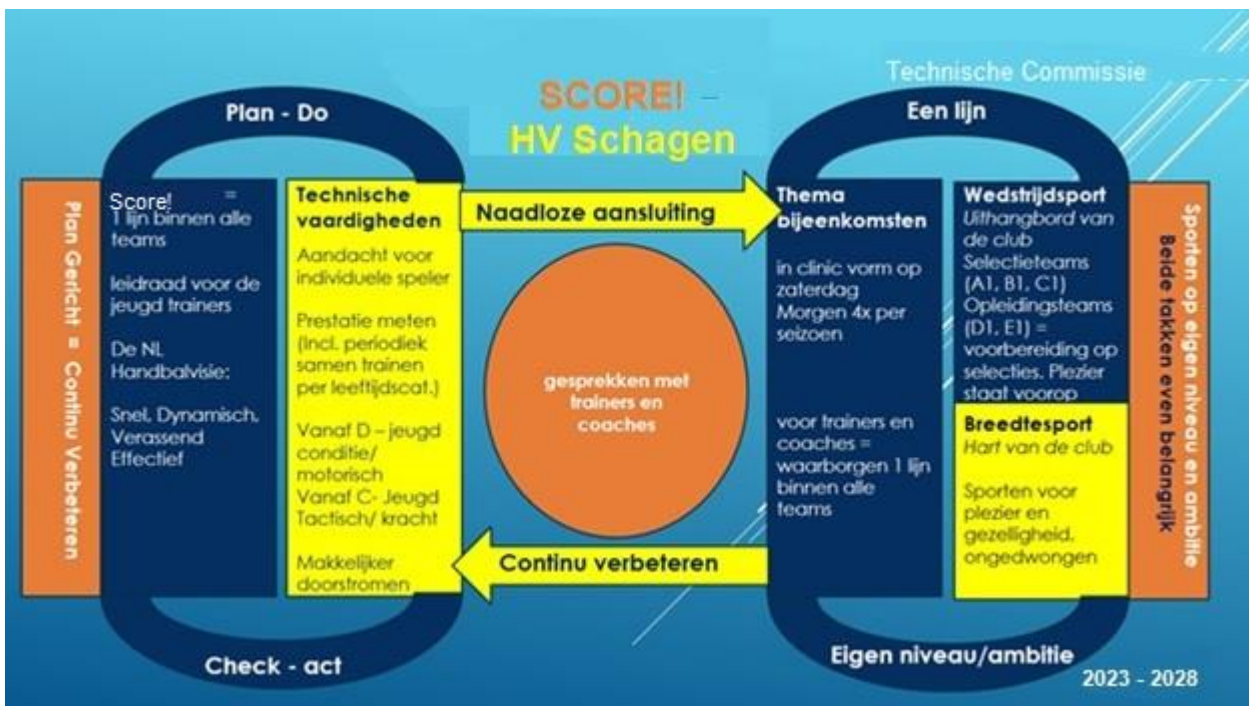 Technische Commissie
SCORE! –
HV Schagen
Plan - Do
Een lijn
Plan Gericht = Continu Verbeteren
Score! =
1 lijn binnen alle
teams
leidraad voor de
jeugd trainers
De NL
Handbalvisie:
Snel, Dynamisch,
Verassend
Effectief
Technische
vaardigheden
Aandacht voor
individuele speler
Prestatie meten
(Incl. periodiek
samen trainen
per leeftijdscat.)
Vanaf D – jeugd
conditie/
motorisch
Vanaf C- Jeugd
Tactisch/ kracht
Makkelijker
doorstromen
Naadloze aansluiting
gesprekken met
trainers en
coaches
Continu verbeteren
Thema
bijeenkomsten
in clinic vorm op
zaterdag
Morgen 4x per
seizoen
voor trainers en
coaches =
waarborgen 1 lijn
binnen alle
teams
Wedstrijdsport
Uithangbord van
de club
Selectieteams
(A1, B1, C1)
Opleidingsteams
(D1, E1) =
voorbereiding op
selecties. Plezier
staat voorop
Breedtesport
Hart van de club
Sporten voor
plezier en
gezelligheid,
ongedwongen
Sporten op eigen niveau en ambitie
Beide takken even belangrijk
Check - act
Eigen niveau/ambitie
2023 - 2028